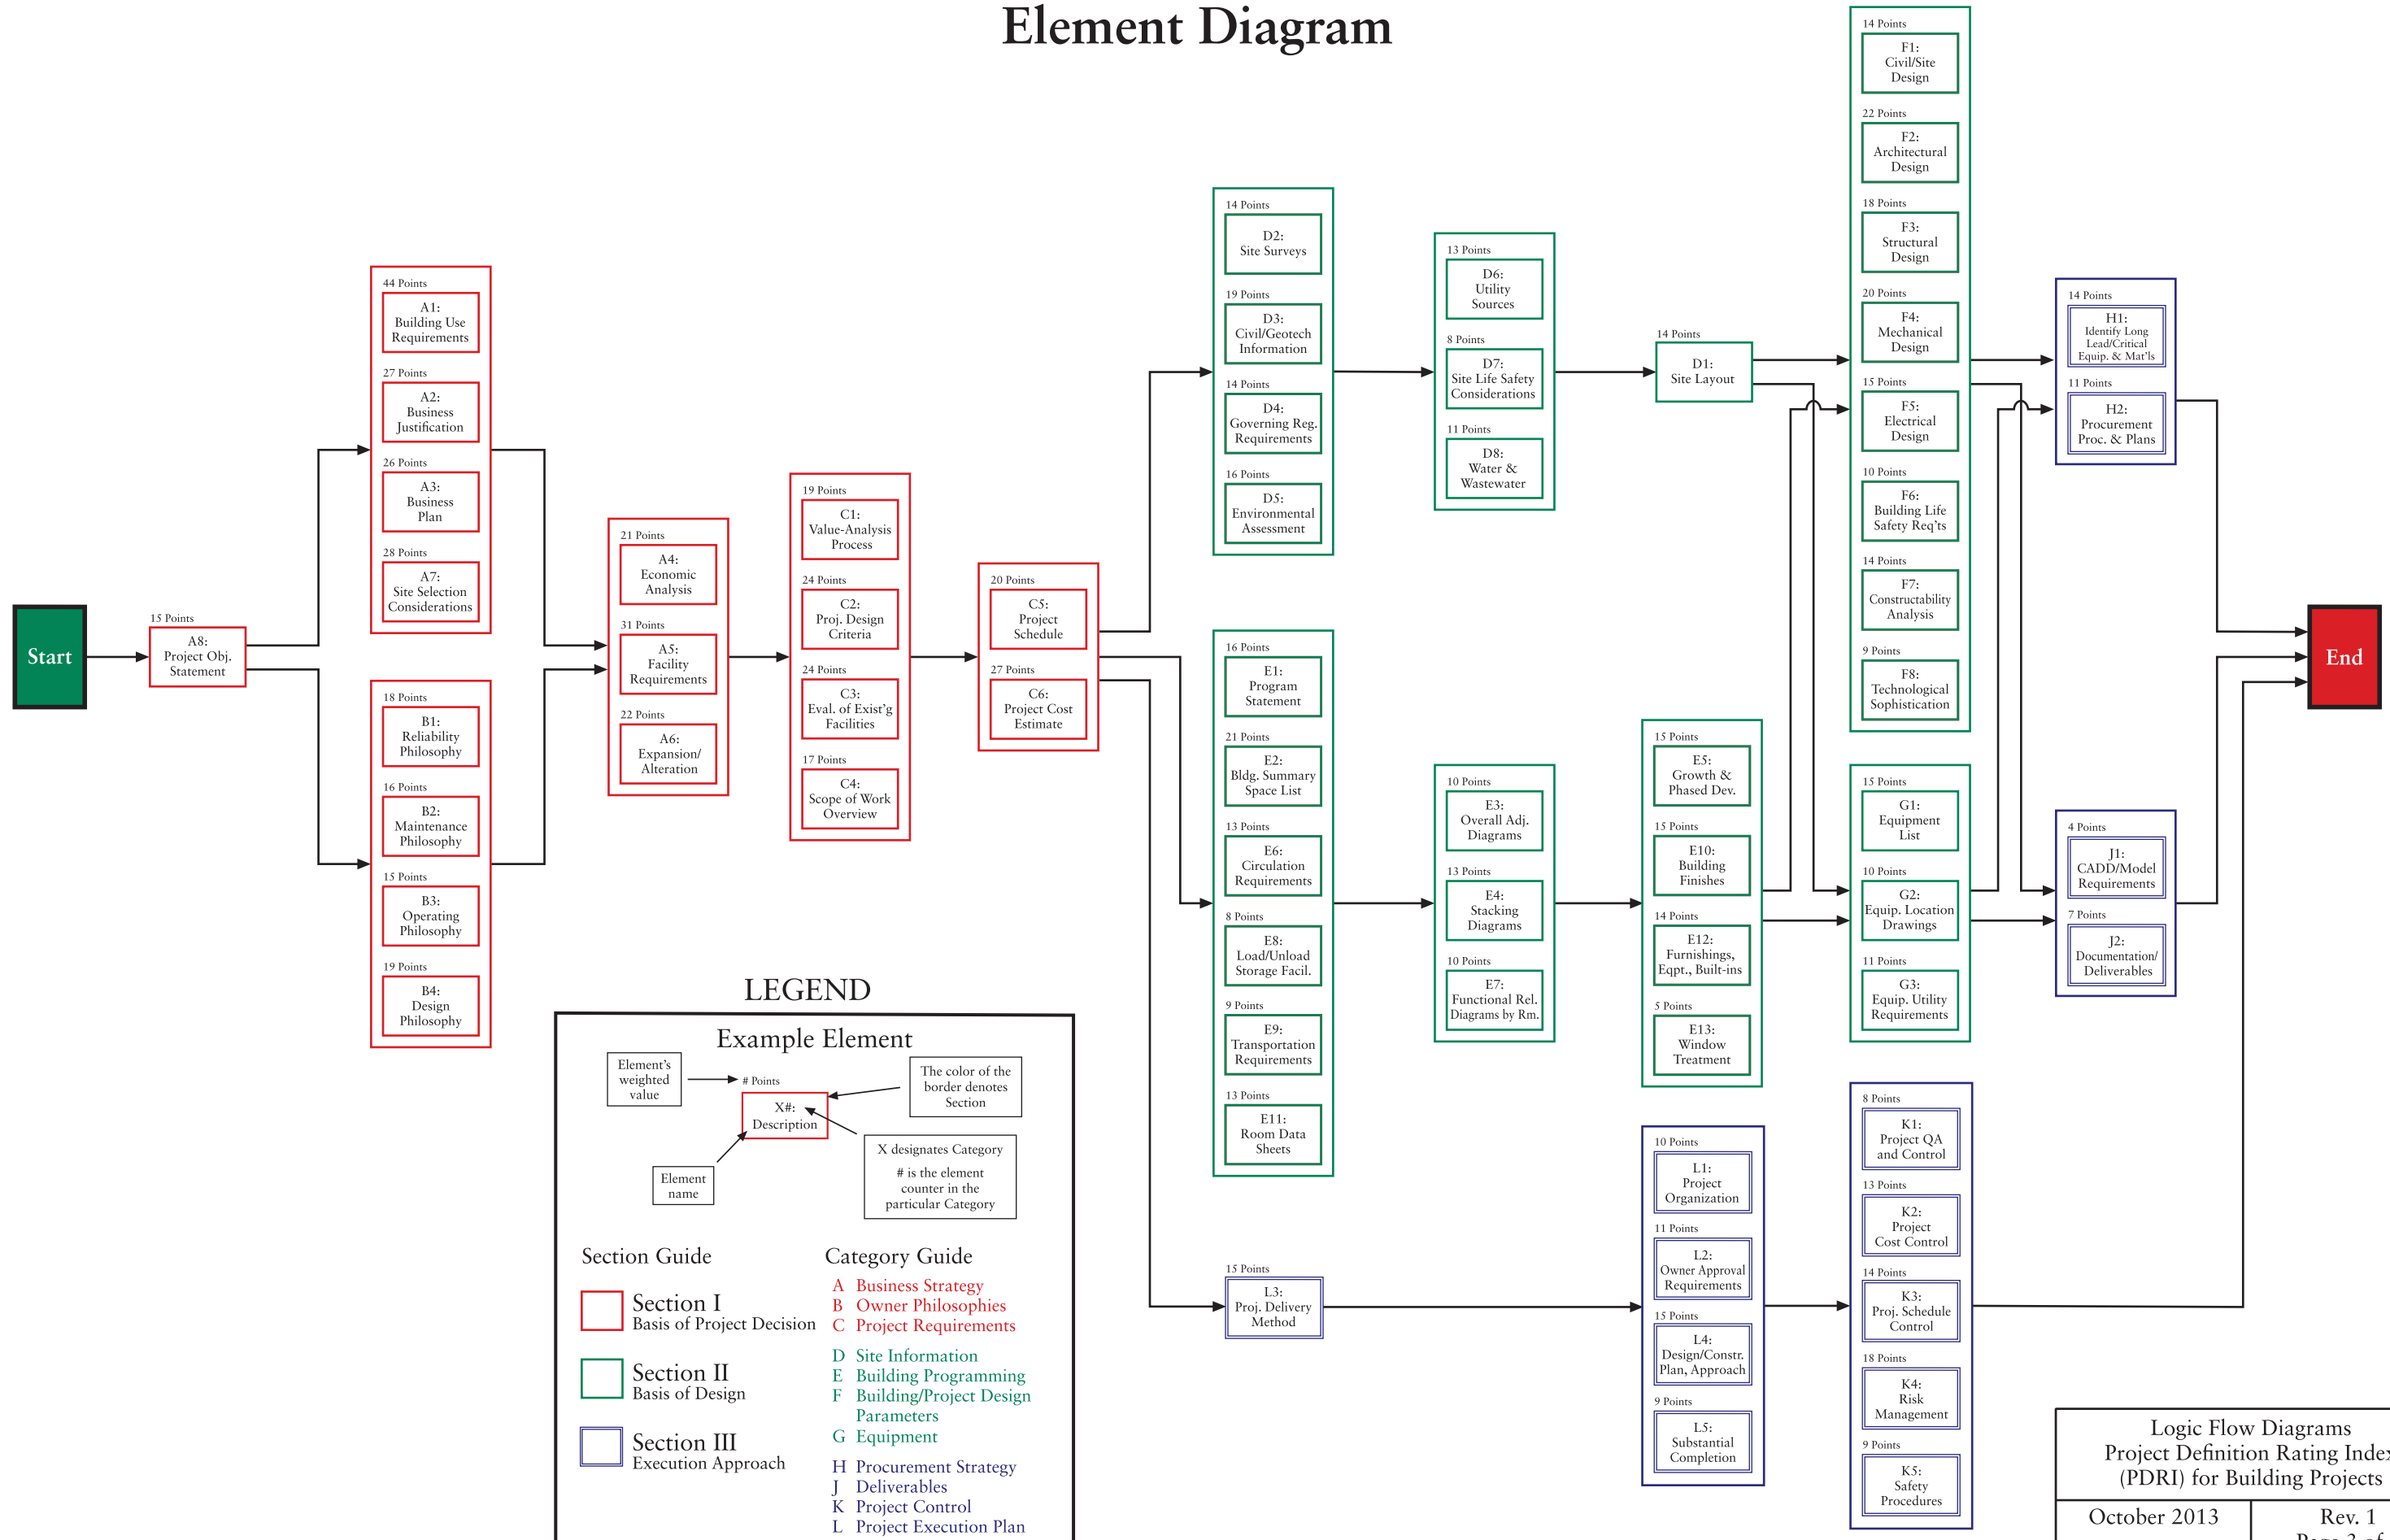 Element Diagram
Start
15 Points
A8:
Project Obj.
Statement
44 Points
A1:
Building Use
Requirements
27 Points
A2:
Business
Justification
26 Points
A3:
Business
Plan
28 Points
A7:
Site Selection
Considerations
18 Points
B1:
Reliability
Philosophy
16 Points
B2:
Maintenance
Philosophy
15 Points
B3:
Operating
Philosophy
19 Points
B4:
Design
Philosophy
21 Points
A4:
Economic
Analysis
31 Points
A5:
Facility
Requirements
22 Points
A6:
Expansion/
Alteration
19 Points
C1:
Value-Analysis
Process
24 Points
C2:
Proj. Design
Criteria
24 Points
C3:
Eval. of Exist'g
Facilities
17 Points
C4:
Scope of Work
Overview
20 Points
C5:
Project
Schedule
27 Points
C6:
Project Cost
Estimate
14 Points
D2:
Site Surveys
19 Points
D3:
Civil/Geotech
Information
14 Points
D4:
Governing Reg.
Requirements
16 Points
D5:
Environmental
Assessment
13 Points
D6:
Utility
Sources
8 Points
D7:
Site Life Safety
Considerations
11 Points
D8:
Water &
Wastewater
14 Points
D1:
Site Layout
16 Points
E1:
Program
Statement
21 Points
E2:
Bldg. Summary
Space List
13 Points
E6:
Circulation
Requirements
8 Points
E8:
Load/Unload
Storage Facil.
9 Points
E9:
Transportation
Requirements
13 Points
E11:
Room Data
Sheets
10 Points
E3:
Overall Adj.
Diagrams
13 Points
E4:
Stacking
Diagrams
10 Points
E7:
Functional Rel.
Diagrams by Rm.
15 Points
E5:
Growth &
Phased Dev.
15 Points
E10:
Building
Finishes
14 Points
E12:
Furnishings,
Eqpt., Built-ins
5 Points
E13:
Window
Treatment
14 Points
F1:
Civil/Site
Design
22 Points
F2:
Architectural
Design
18 Points
F3:
Structural
Design
20 Points
F4:
Mechanical
Design
15 Points
F5:
Electrical
Design
10 Points
F6:
Building Life
Safety Req'ts
14 Points
F7:
Constructability
Analysis
9 Points
F8:
Technological
Sophistication
15 Points
G1:
Equipment
List
10 Points
G2:
Equip. Location
Drawings
11 Points
G3:
Equip. Utility
Requirements
14 Points
H1:
Identify Long
Lead/Critical
Equip. & Mat'ls
11 Points
H2:
Procurement
Proc. & Plans
4 Points
J1:
CADD/Model
Requirements
7 Points
J2:
Documentation/
Deliverables
End
15 Points
L3:
Proj. Delivery
Method
10 Points
L1:
Project
Organization
11 Points
L2:
Owner Approval
Requirements
15 Points
L4:
Design/Constr.
Plan, Approach
9 Points
L5:
Substantial
Completion
8 Points
K1:
Project QA
and Control
13 Points
K2:
Project
Cost Control
14 Points
K3:
Proj. Schedule
Control
18 Points
K4:
Risk
Management
9 Points
K5:
Safety
Procedures
LEGEND
Example Element
Element's
weighted
value
# Points
X#:
Description
The color of the
border denotes
Section
Element
name
X designates Category
# is the element
counter in the
particular Category
Section Guide
Section I
Basis of Project Decision
Section II
Basis of Design
Section III
Execution Approach
Category Guide
A Business Strategy
B Owner Philosophies
C Project Requirements
D Site Information
E Building Programming
F Building/Project Design
Parameters
G Equipment
H Procurement Strategy
J Deliverables
K Project Control
L Project Execution Plan
Logic Flow Diagrams
Project Definition Rating Index
(PDRI) for Building Projects
October 2013
Rev. 1